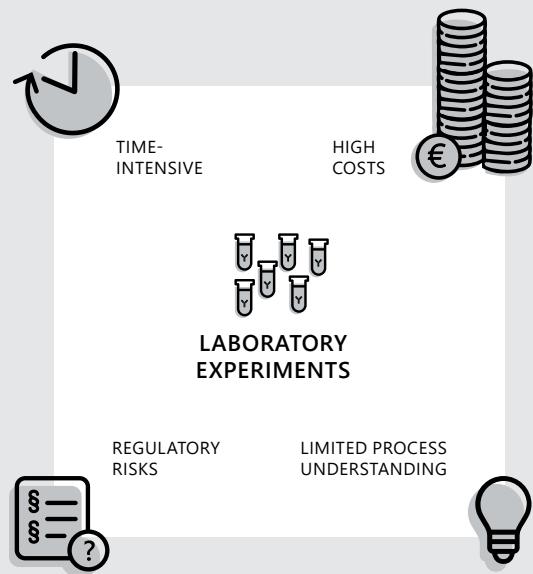 TIME-
INTENSIVE
HIGH
COSTS
€
Y Y Y
Y
Y Y
LABORATORY
EXPERIMENTS
REGULATORY
RISKS
LIMITED PROCESS
UNDERSTANDING
§
§
?